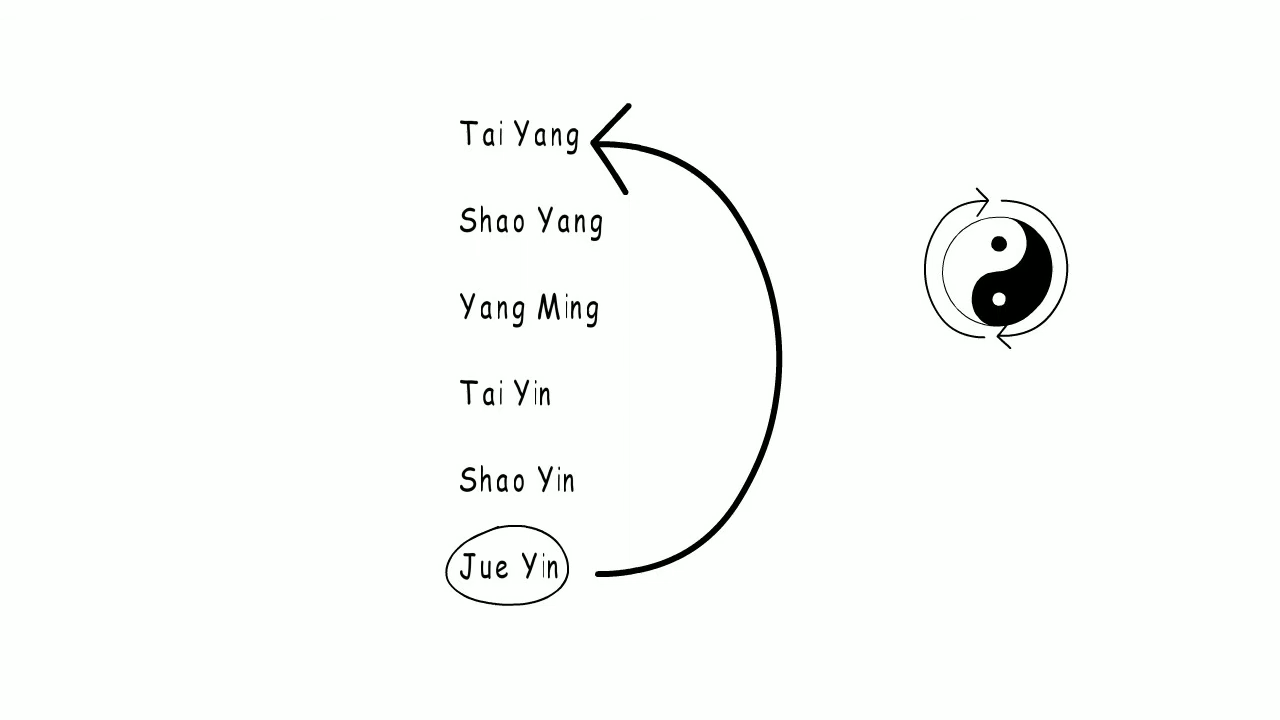 Tai Yang
Shao Yang
Yang Ming
Tai Yin
Shao Yin
Jue Yin